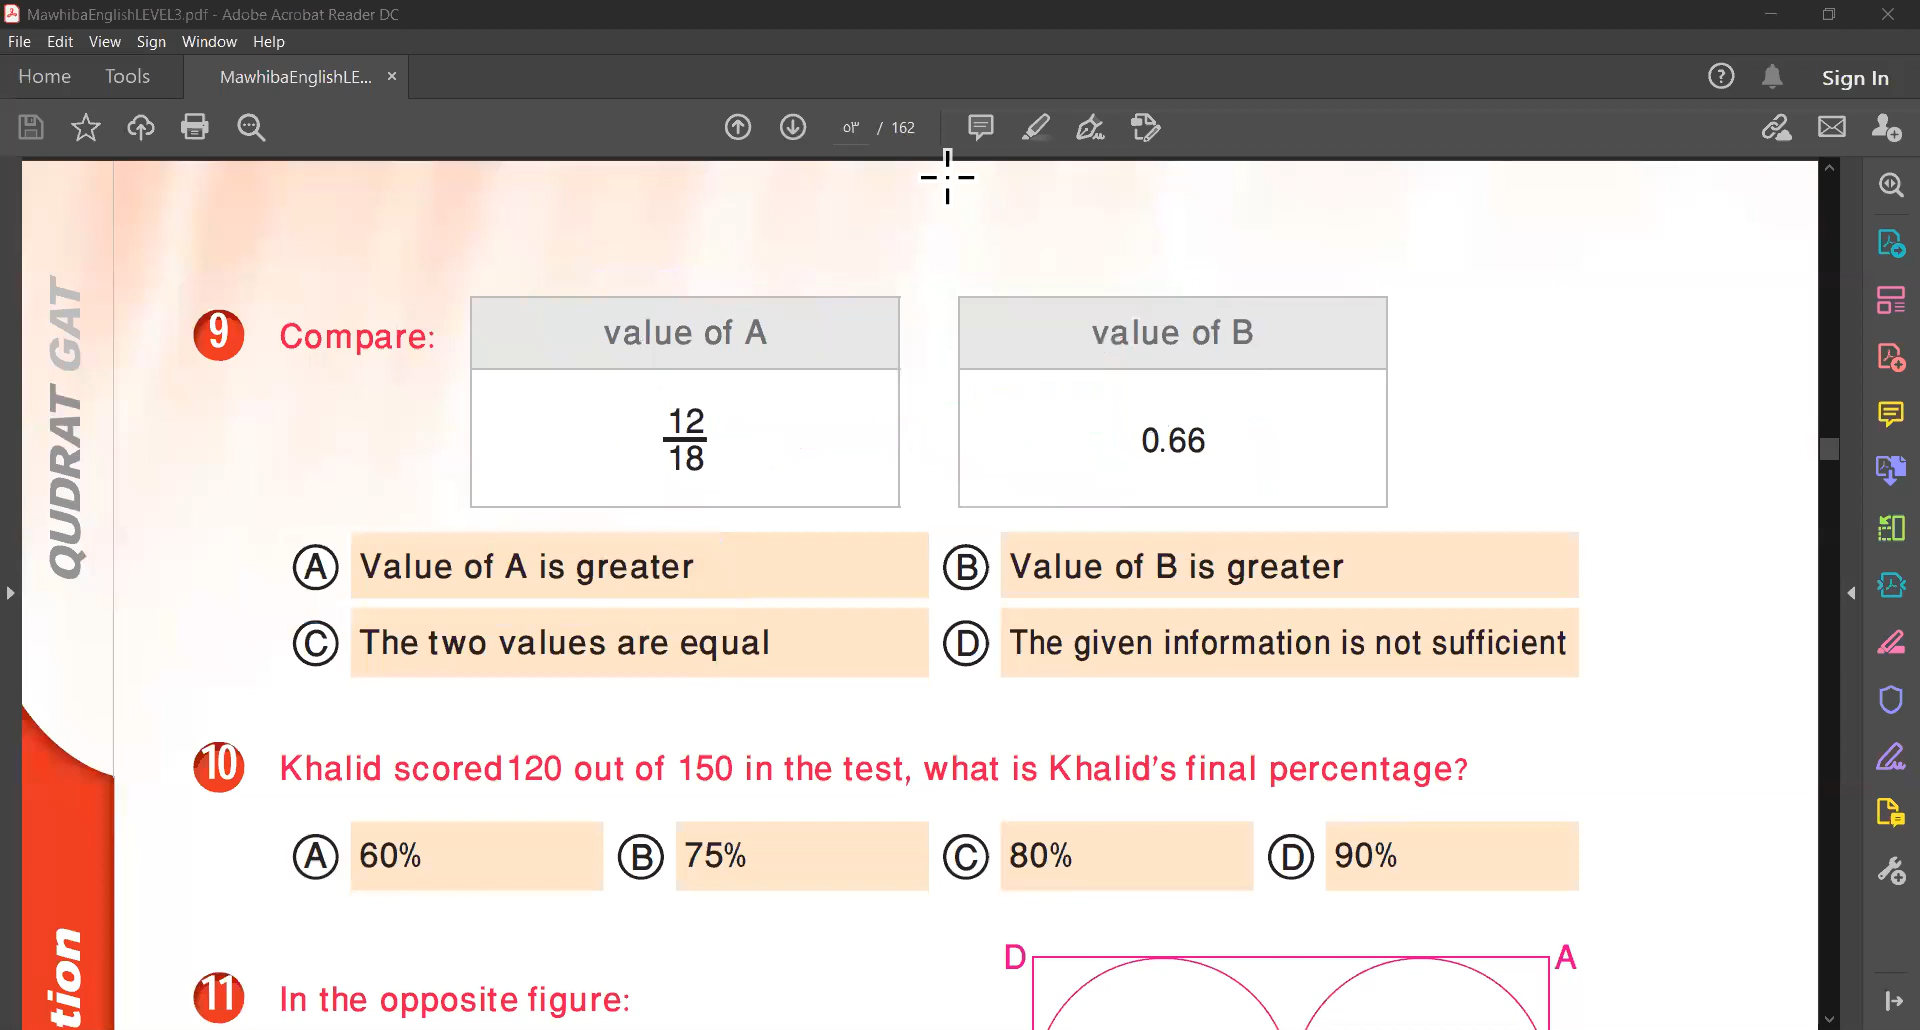 MawhibaEnglishLEVEL3.pdf - Adobe Acrobat Reader DC
File Edit View Sign Window Help
Home Tools MawhibaEnglishLE... × Sign In
٥٣ / 162
QUDRAT GAT
9 Compare:
value of A value of B
12
18
0.66
A Value of A is greater B Value of B is greater
C The two values are equal D The given information is not sufficient
10 Khalid scored 120 out of 150 in the test, what is Khalid's final percentage?
A 60% B 75% C 80% D 90%
D A
11 In the opposite figure:
tion